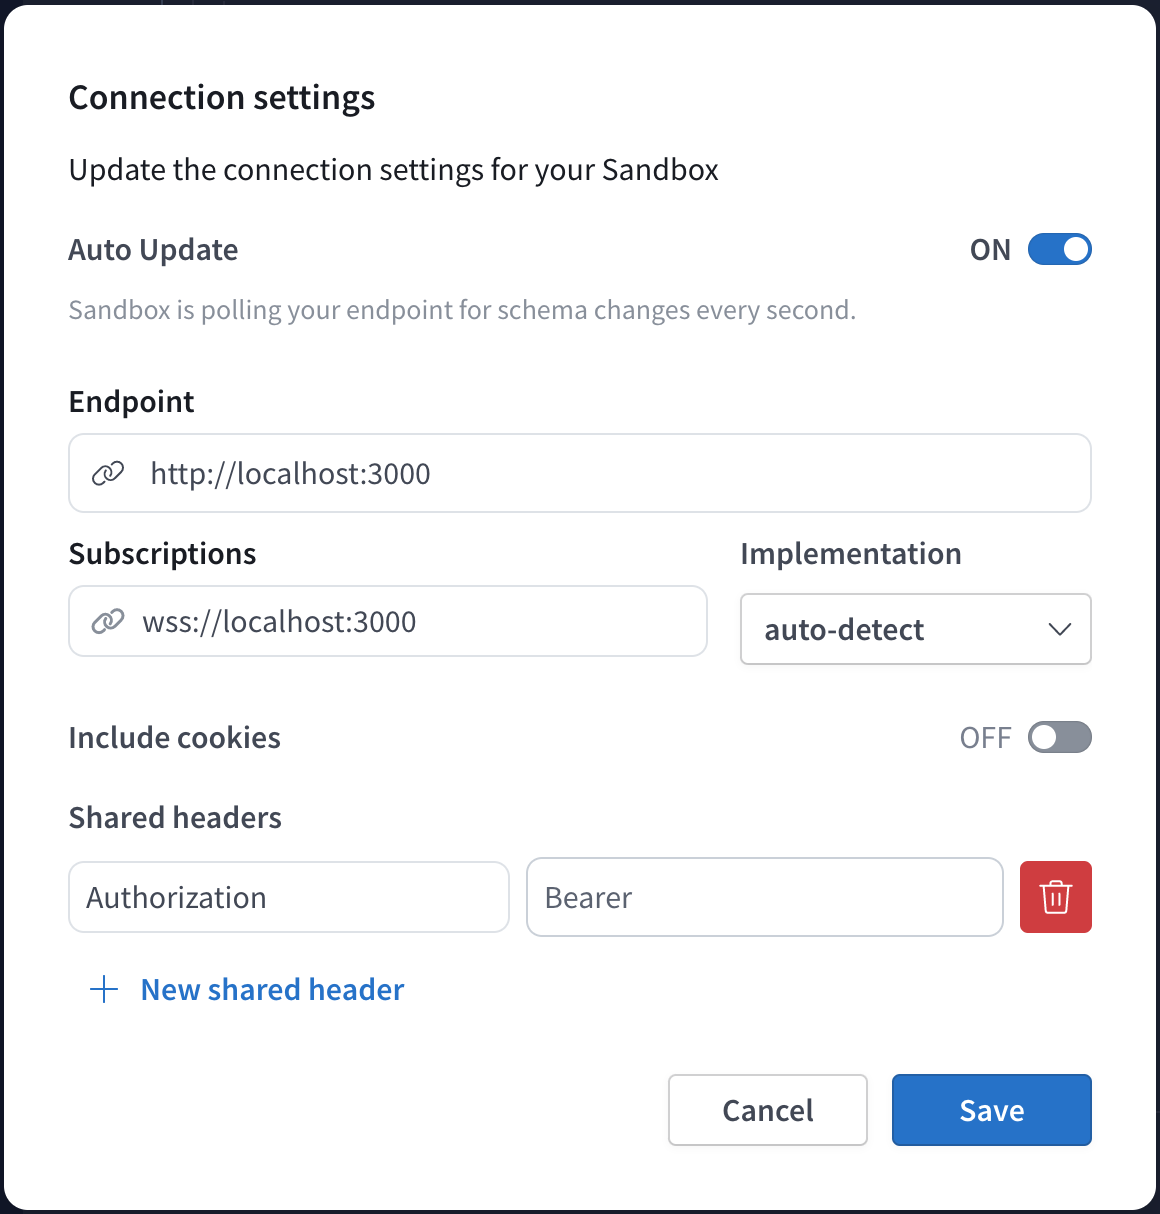 Connection settings
Update the connection settings for your Sandbox
Auto Update
ON
Sandbox is polling your endpoint for schema changes every second.
Endpoint
http://localhost:3000
Subscriptions
Implementation
wss://localhost:3000
auto-detect
Include cookies
OFF
Shared headers
Authorization
Bearer
New shared header
Cancel
Save